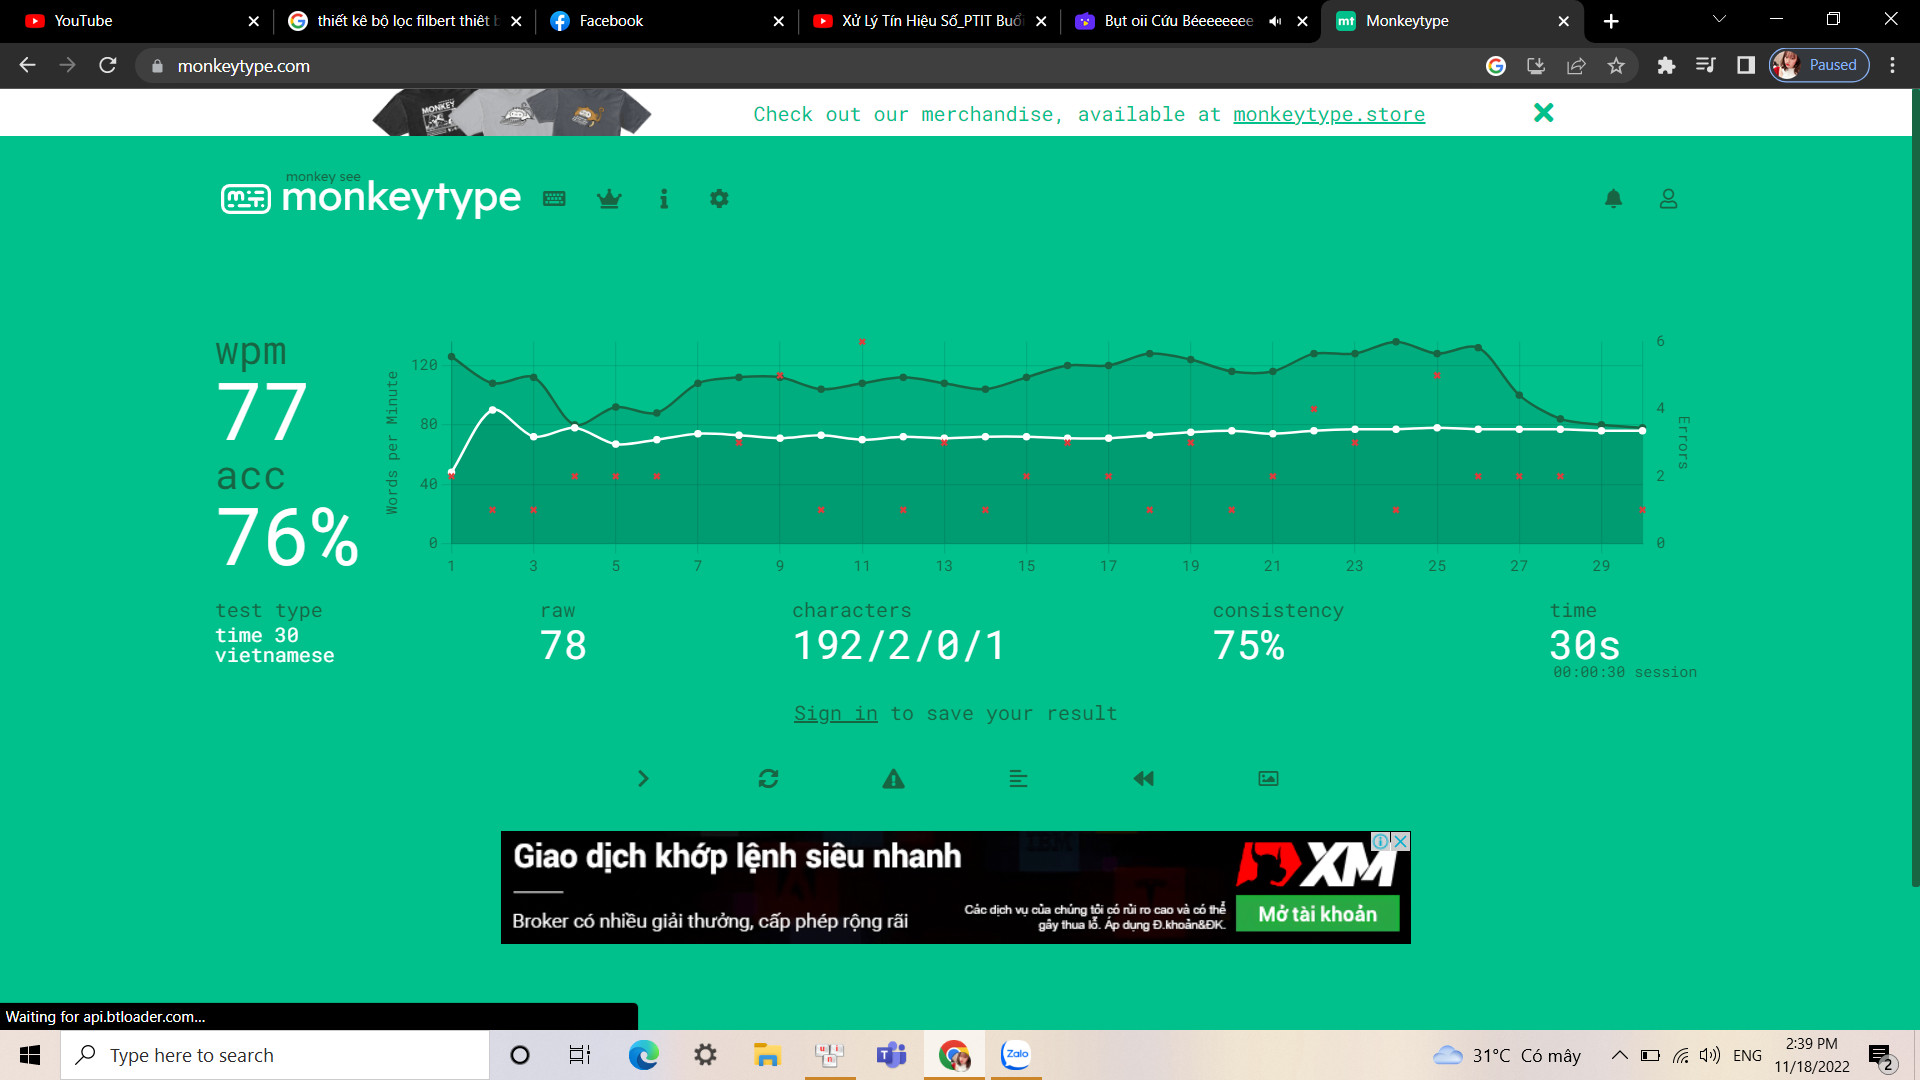 YouTube
thiết kế bộ lọc filbert thiêt b
Facebook
Xử Lý Tín Hiệu Số_PTIT Buổi
Bụt oii Cứu Béeeeeeee
Monkeytype
monkeytype.com
Paused
MONKEY
Check out our merchandise, available at monkeytype.store
monkey see
monkeytype
wpm
77
acc
76%
Words per Minute
120
80
40
0
6
4
2
0
Errors
1 3 5 7 9 11 13 15 17 19 21 23 25 27 29
test type
time 30
vietnamese
raw
78
characters
192/2/0/1
consistency
75%
time
30s
00:00:30 session
Sign in to save your result
Giao dịch khớp lệnh siêu nhanh
Broker có nhiều giải thưởng, cấp phép rộng rãi
Các dịch vụ của chúng tôi có rủi ro cao và có thể
gây thua lỗ. Áp dụng Đ.khoản&ĐK.
XM
Mở tài khoản
Waiting for api.btloader.com...
Type here to search
Zalo
31°C Có mây
ENG
2:39 PM
11/18/2022
2